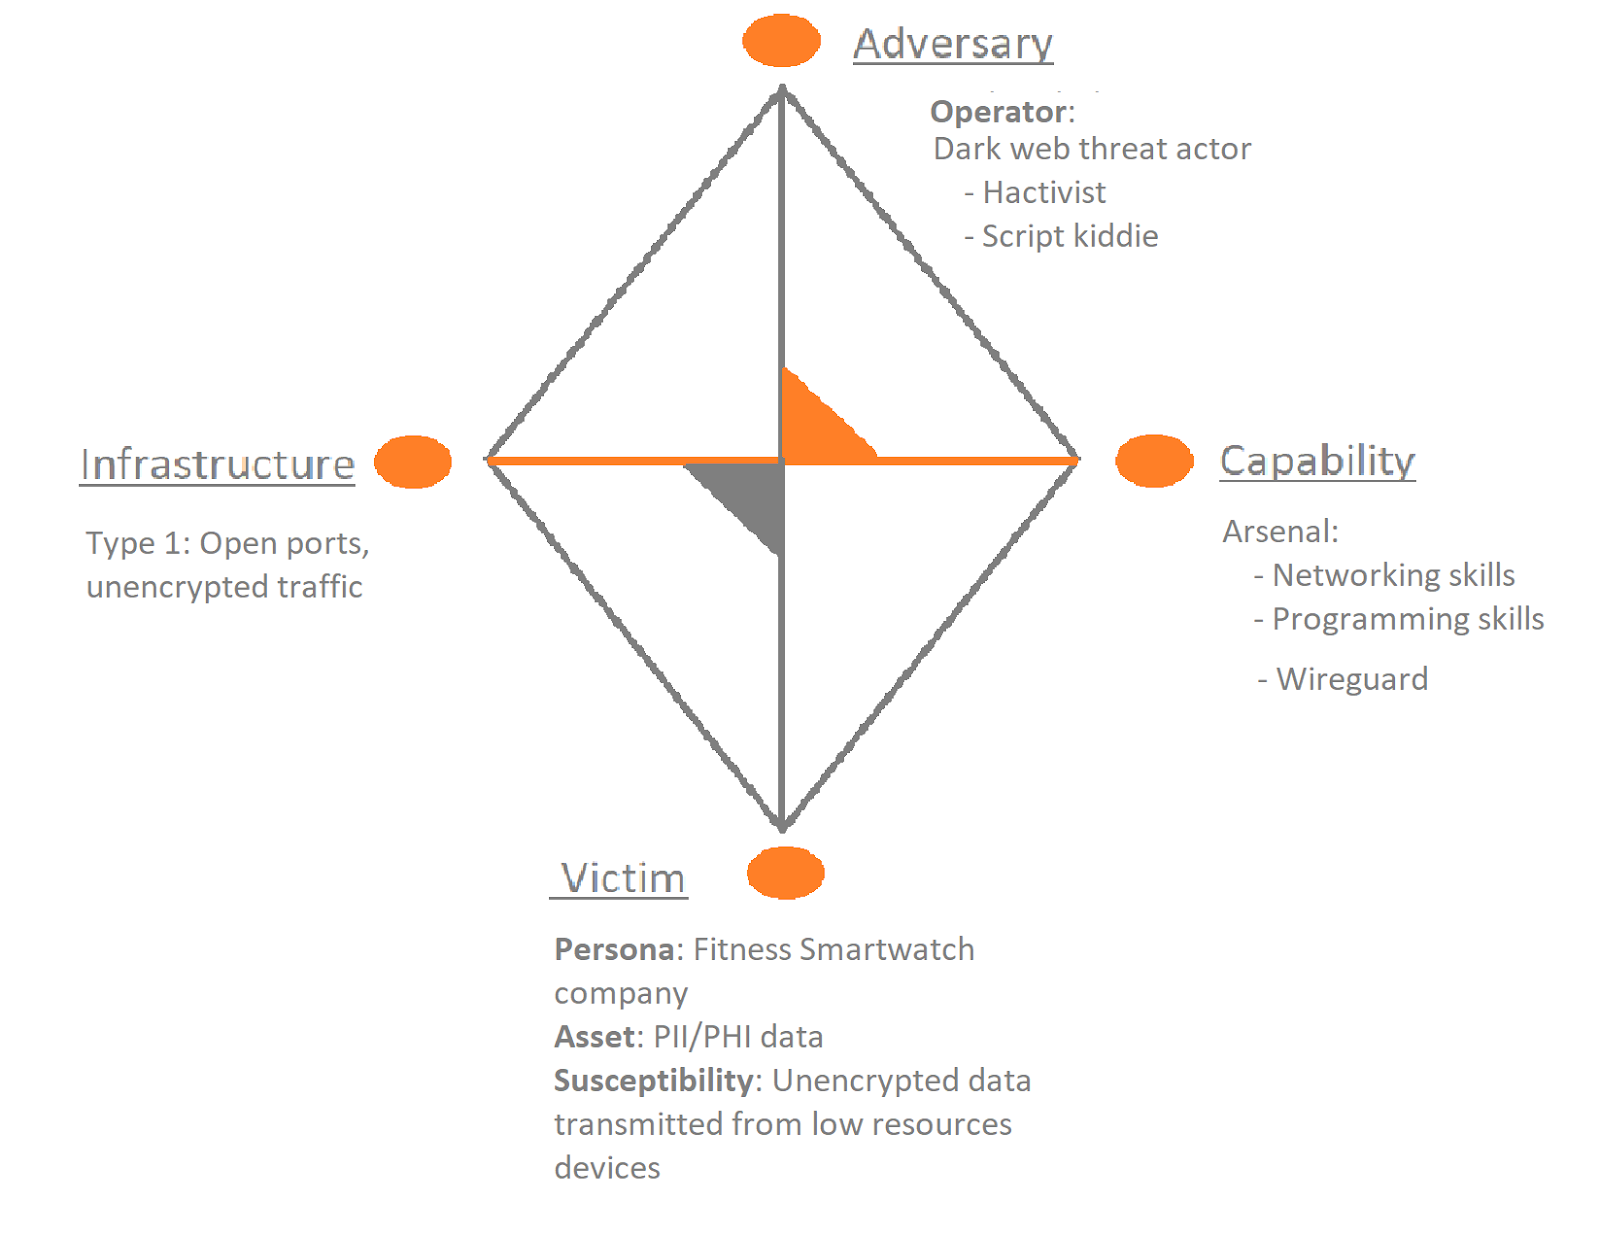 Adversary
Operator:
Dark web threat actor
- Hactivist
- Script kiddie
Infrastructure
Type 1: Open ports,
unencrypted traffic
Capability
Arsenal:
- Networking skills
- Programming skills
- Wireguard
Victim
Persona: Fitness Smartwatch
company
Asset: PII/PHI data
Susceptibility: Unencrypted data
transmitted from low resources
devices